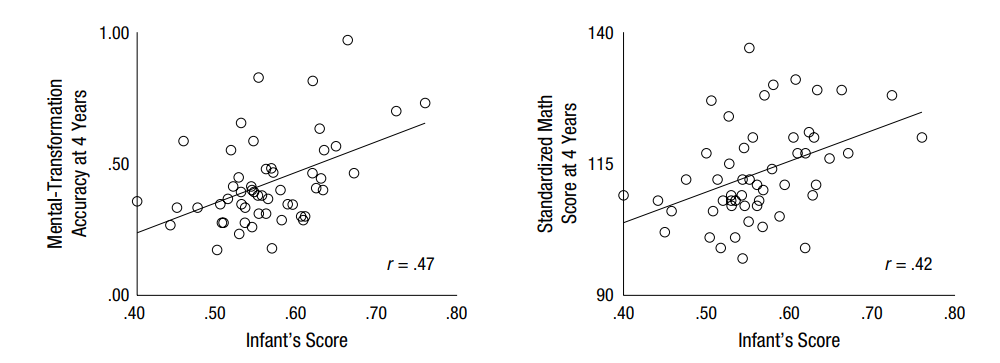 Mental-Transformation
Accuracy at 4 Years
1.00
.50
.00
r = .47
.40 .50 .60 .70 .80
Infant's Score
Standardized Math
Score at 4 Years
140
115
90
r = .42
.40 .50 .60 .70 .80
Infant's Score